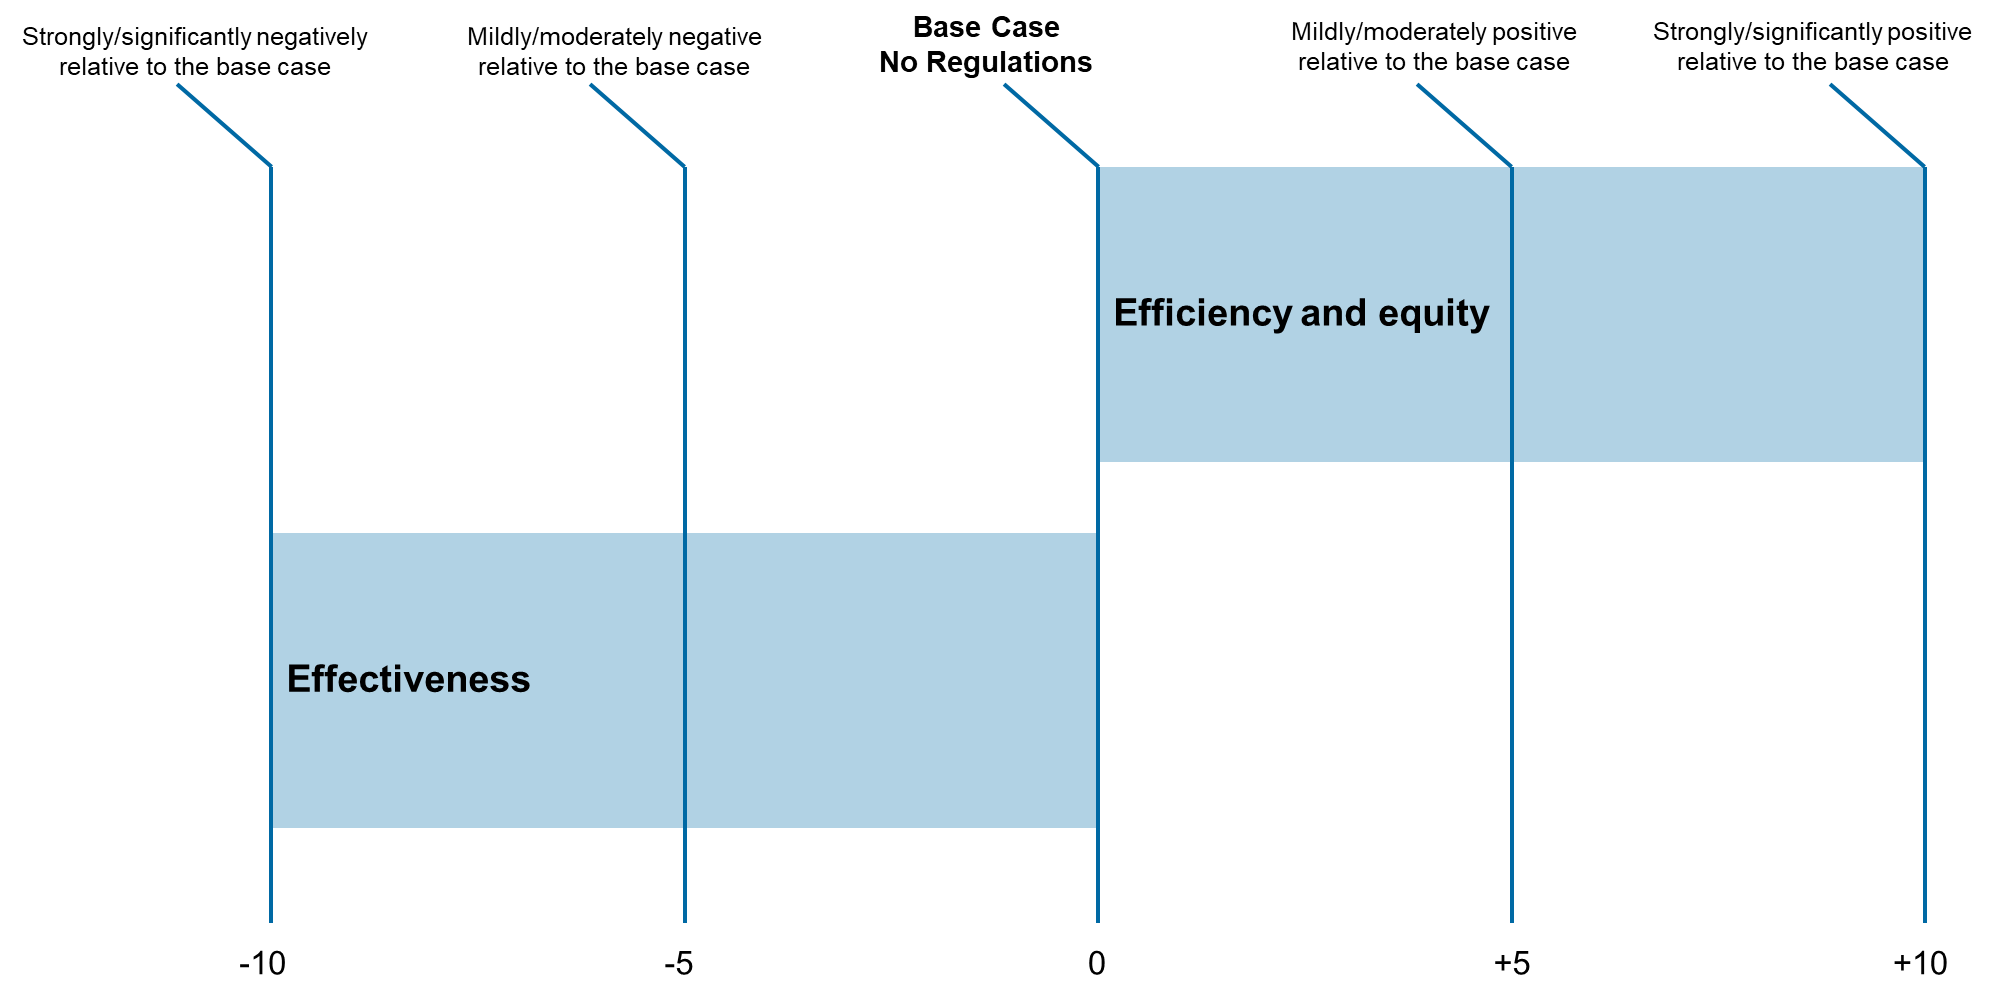 Strongly/significantly negatively
relative to the base case
Mildly/moderately negative
relative to the base case
Base Case
No Regulations
Mildly/moderately positive
relative to the base case
Strongly/significantly positive
relative to the base case
Efficiency and equity
Effectiveness
-10
-5
0
+5
+10